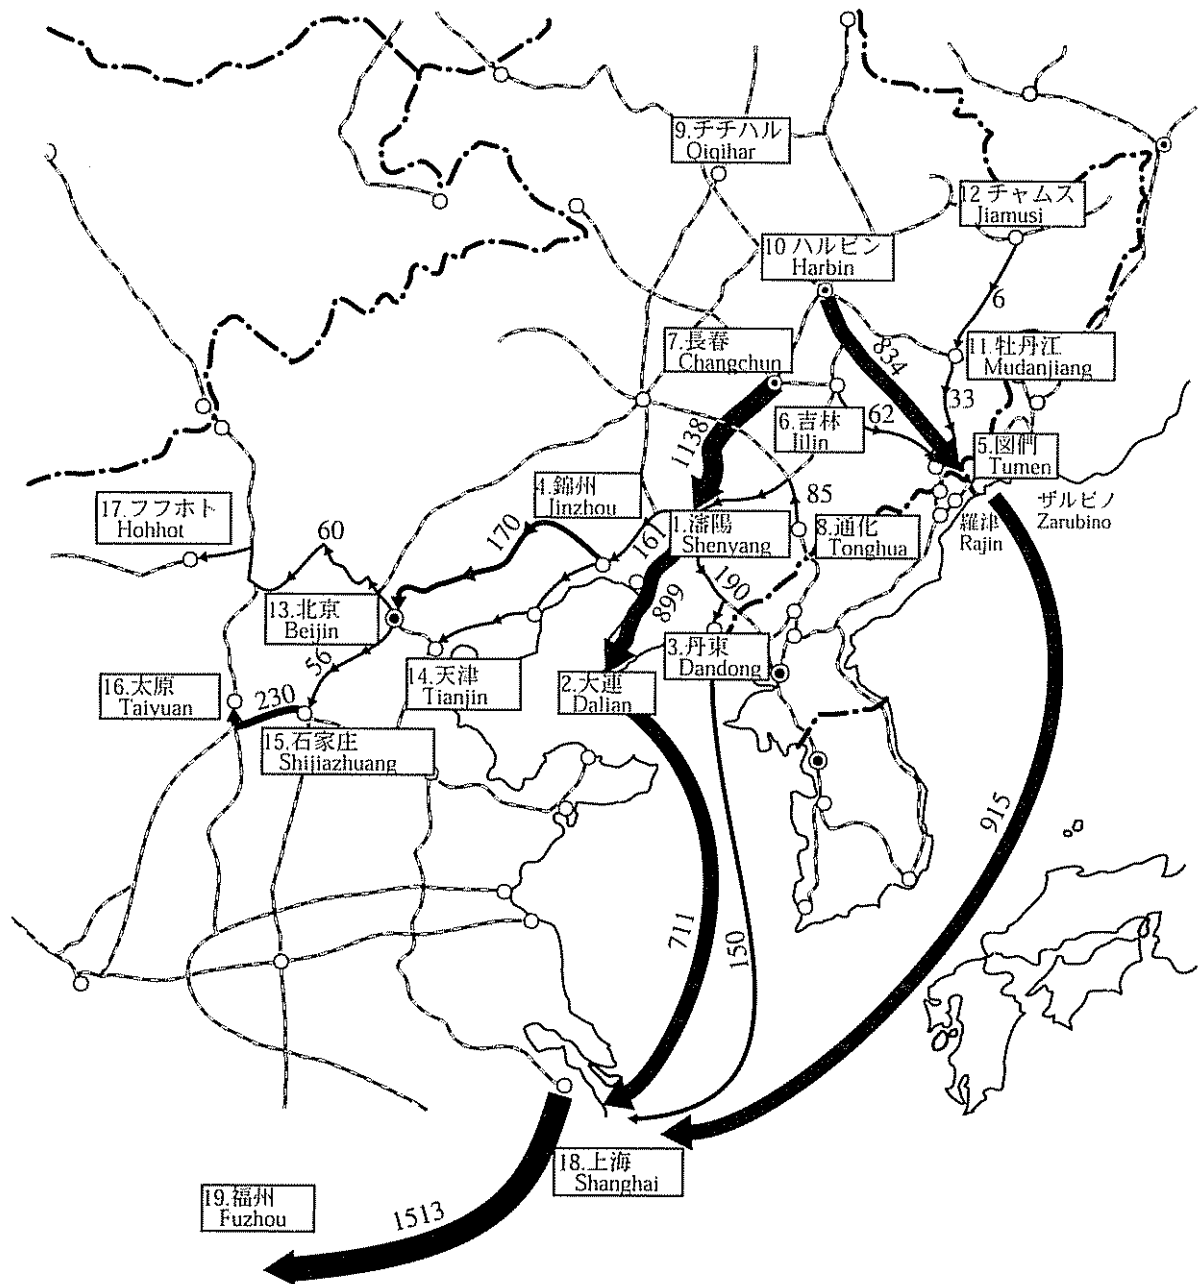 9.チチハル
Qiqihar
12チャムス
Jiamusi
10ハルビン
Harbin
6
7.長春
Changchun
834
11.牡丹江
Mudanjiang
33
62
6.吉林
Jilin
1138
5.図們
Tumen
4.錦州
Jinzhou
85
ザルビノ
Zarubino
17.フフホト
Hohhot
60
170
161
1.瀋陽
Shenyang
8.通化
Tonghua
羅津
Rajin
190
899
13.北京
Beijin
56
3.丹東
Dandong
14.天津
Tianjin
2.大連
Dalian
16.太原
Taivuan
230
15.石家庄
Shijiazhuang
915
711
150
18.上海
Shanghai
19.福州
Fuzhou
1513